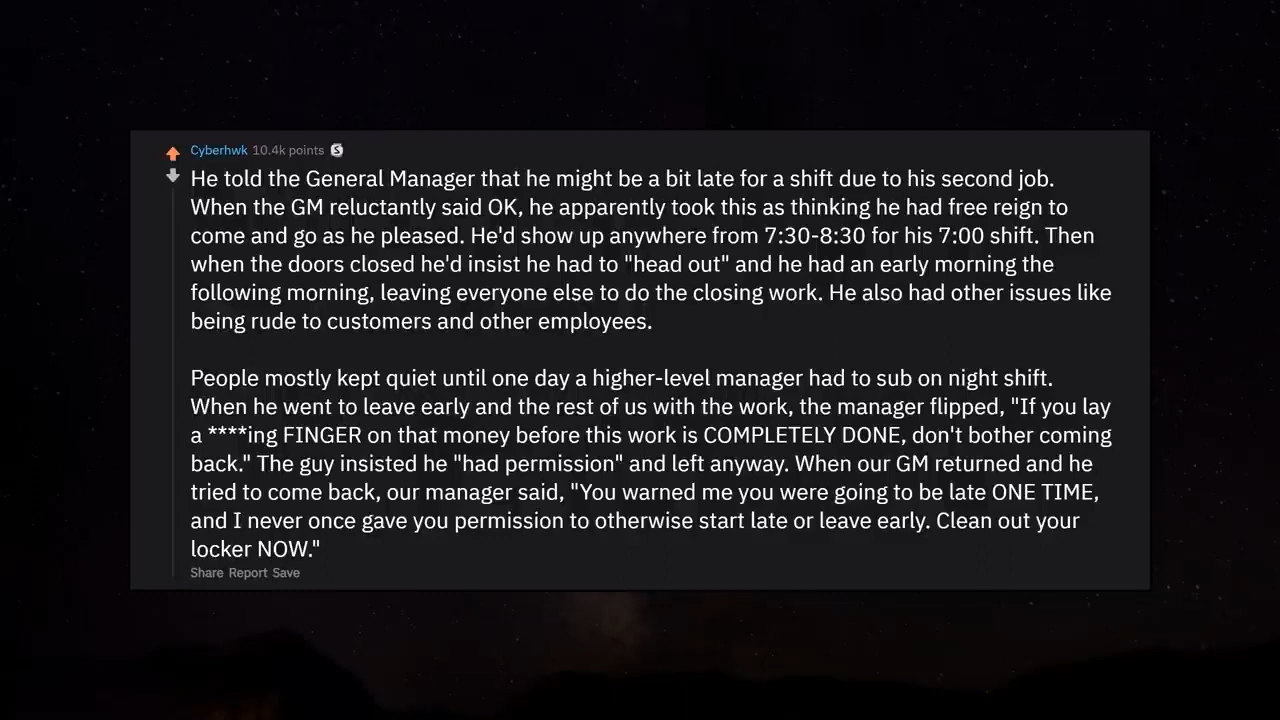 Cyberhwk 10.4k points S
He told the General Manager that he might be a bit late for a shift due to his second job.
When the GM reluctantly said OK, he apparently took this as thinking he had free reign to
come and go as he pleased. He'd show up anywhere from 7:30-8:30 for his 7:00 shift. Then
when the doors closed he'd insist he had to "head out" and he had an early morning the
following morning, leaving everyone else to do the closing work. He also had other issues like
being rude to customers and other employees.
People mostly kept quiet until one day a higher-level manager had to sub on night shift.
When he went to leave early and the rest of us with the work, the manager flipped, "If you lay
a ****ing FINGER on that money before this work is COMPLETELY DONE, don't bother coming
back." The guy insisted he "had permission" and left anyway. When our GM returned and he
tried to come back, our manager said, "You warned me you were going to be late ONE TIME,
and I never once gave you permission to otherwise start late or leave early. Clean out your
locker NOW."
Share Report Save